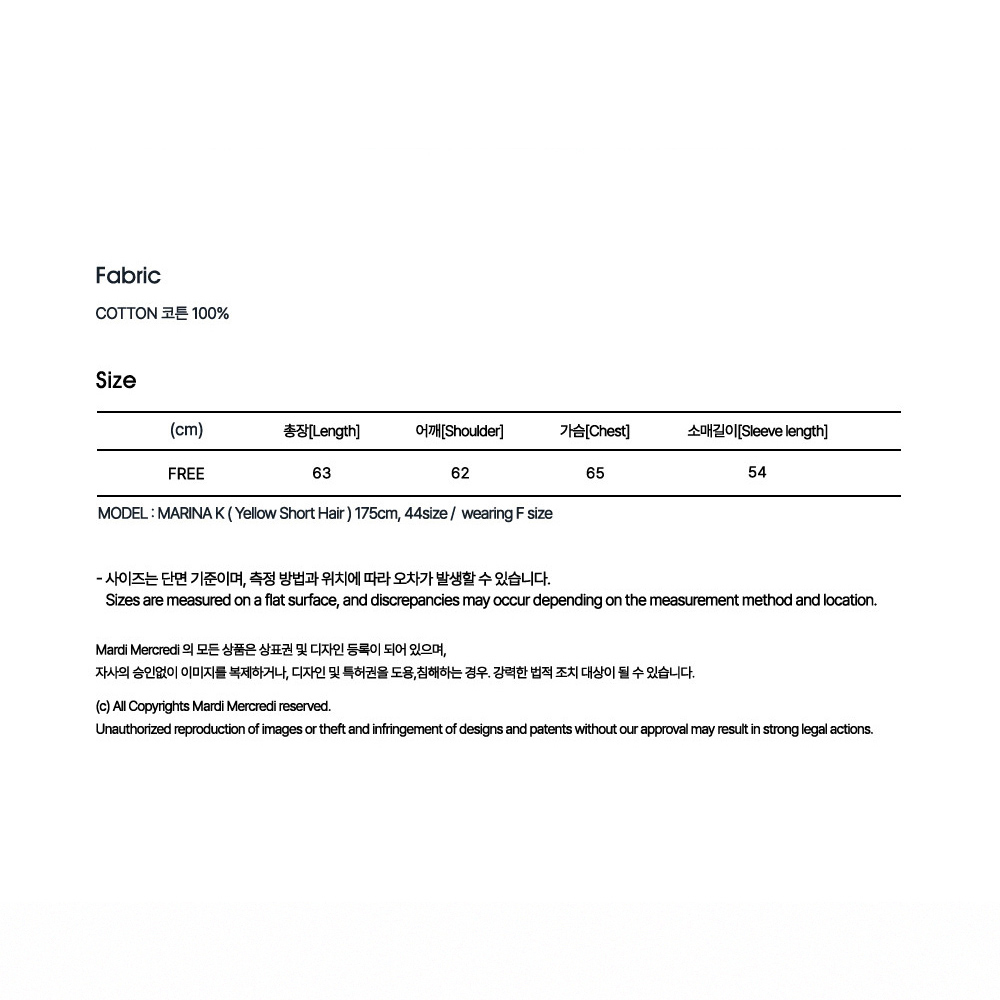 Fabric
COTTON 코튼 100%
Size
(cm) 총장[Length] 어깨[Shoulder] 가슴[Chest] 소매길이[Sleeve length]
FREE 63 62 65 54
MODEL : MARINA K ( Yellow Short Hair ) 175cm, 44size / wearing F size
- 사이즈는 단면 기준이며, 측정 방법과 위치에 따라 오차가 발생할 수 있습니다.
Sizes are measured on a flat surface, and discrepancies may occur depending on the measurement method and location.
Mardi Mercredi 의 모든 상품은 상표권 및 디자인 등록이 되어 있으며,
자사의 승인없이 이미지를 복제하거나, 디자인 및 특허권을 도용,침해하는 경우. 강력한 법적 조치 대상이 될 수 있습니다.
(c) All Copyrights Mardi Mercredi reserved.
Unauthorized reproduction of images or theft and infringement of designs and patents without our approval may result in strong legal actions.